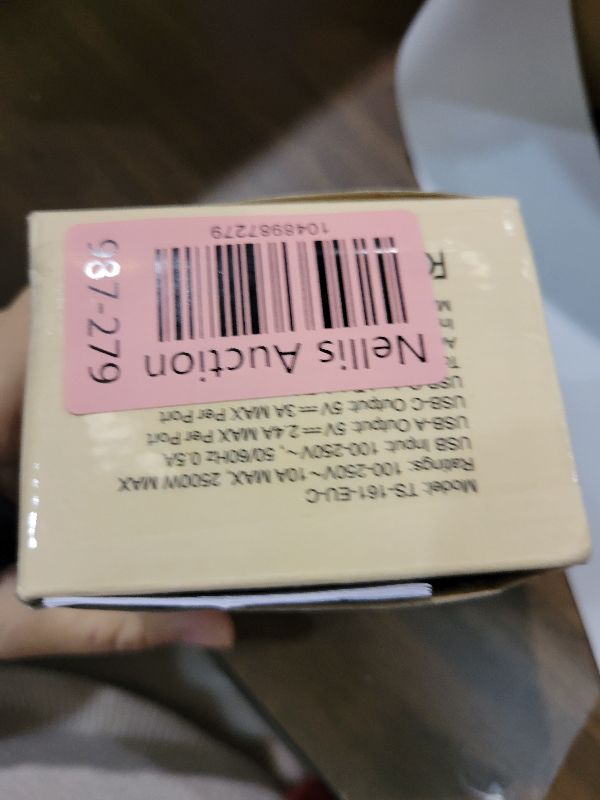 Model: TS-161-EU-C
Ratings: 100-250V~10A MAX, 2500W MAX
USB Input: 100-250V~, 50/60Hz 0.5A
USB-A Output: 5V⎓2.4A MAX Per Port
USB-C Output: 5V⎓3A MAX Per Port
Nellis Auction
1048987279
987-279